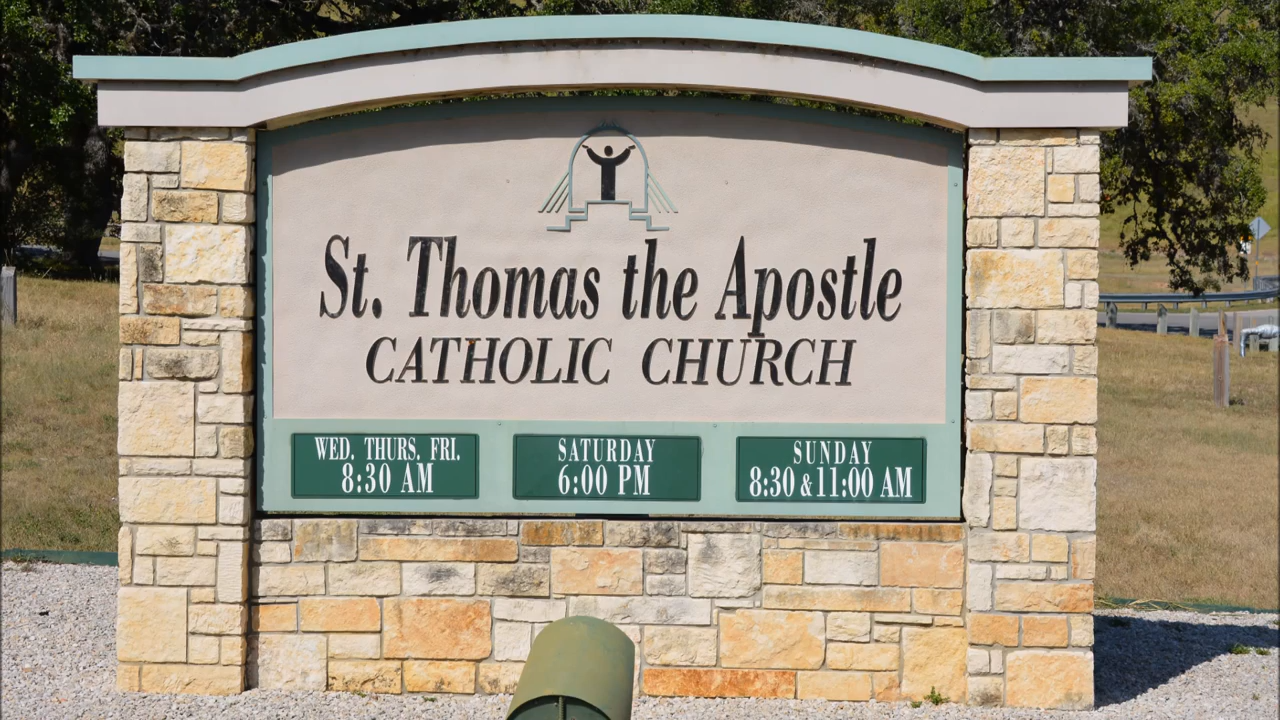 St. Thomas the Apostle
CATHOLIC CHURCH
WED. THURS. FRI.
8:30 AM
SATURDAY
6:00 PM
SUNDAY
8:30 & 11:00 AM